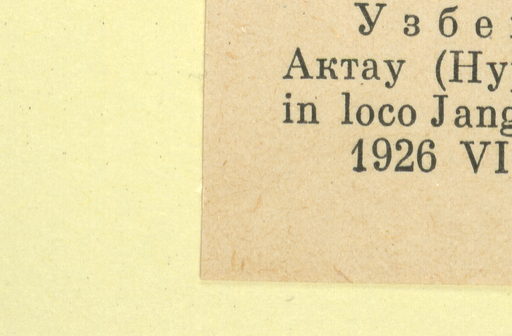 Узбе
Актау (Ну
in loco Jang
1926 VI